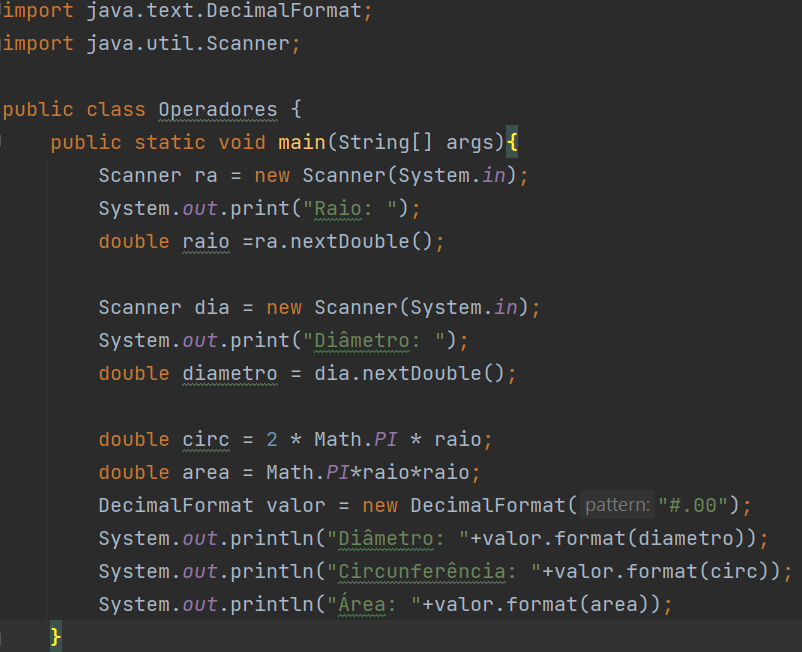 import java.text.DecimalFormat;
import java.util.Scanner;
public class Operadores {
public static void main(String[] args){
Scanner ra = new Scanner(System.in);
System.out.print("Raio: ");
double raio =ra.nextDouble();
Scanner dia = new Scanner(System.in);
System.out.print("Diâmetro: ");
double diametro = dia.nextDouble();
double circ = 2 * Math.PI * raio;
double area = Math.PI*raio*raio;
DecimalFormat valor = new DecimalFormat( pattern: "#.00");
System.out.println("Diâmetro: "+valor.format(diametro));
System.out.println("Circunferência: "+valor.format(circ));
System.out.println("Área: "+valor.format(area));
}